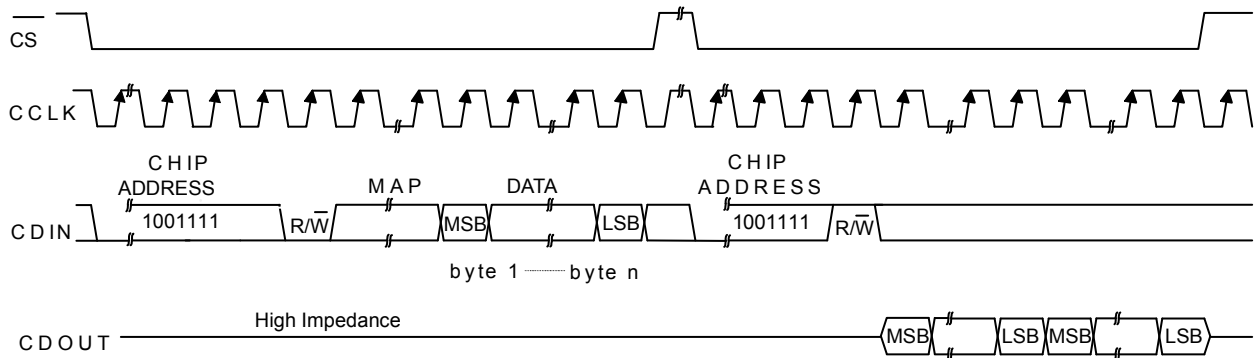 CS
CCLK
CHIP
ADDRESS
MAP
DATA
CHIP
ADDRESS
CDIN
1001111
R/W
MSB
LSB
1001111
R/W
byte 1
byte n
High Impedance
CDOUT
MSB
LSB
MSB
LSB